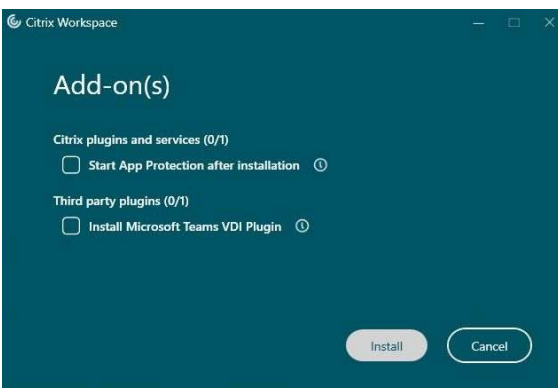 Citrix Workspace
Add-on(s)
Citrix plugins and services (0/1)
Start App Protection after installation
Third party plugins (0/1)
Install Microsoft Teams VDI Plugin
Install Cancel